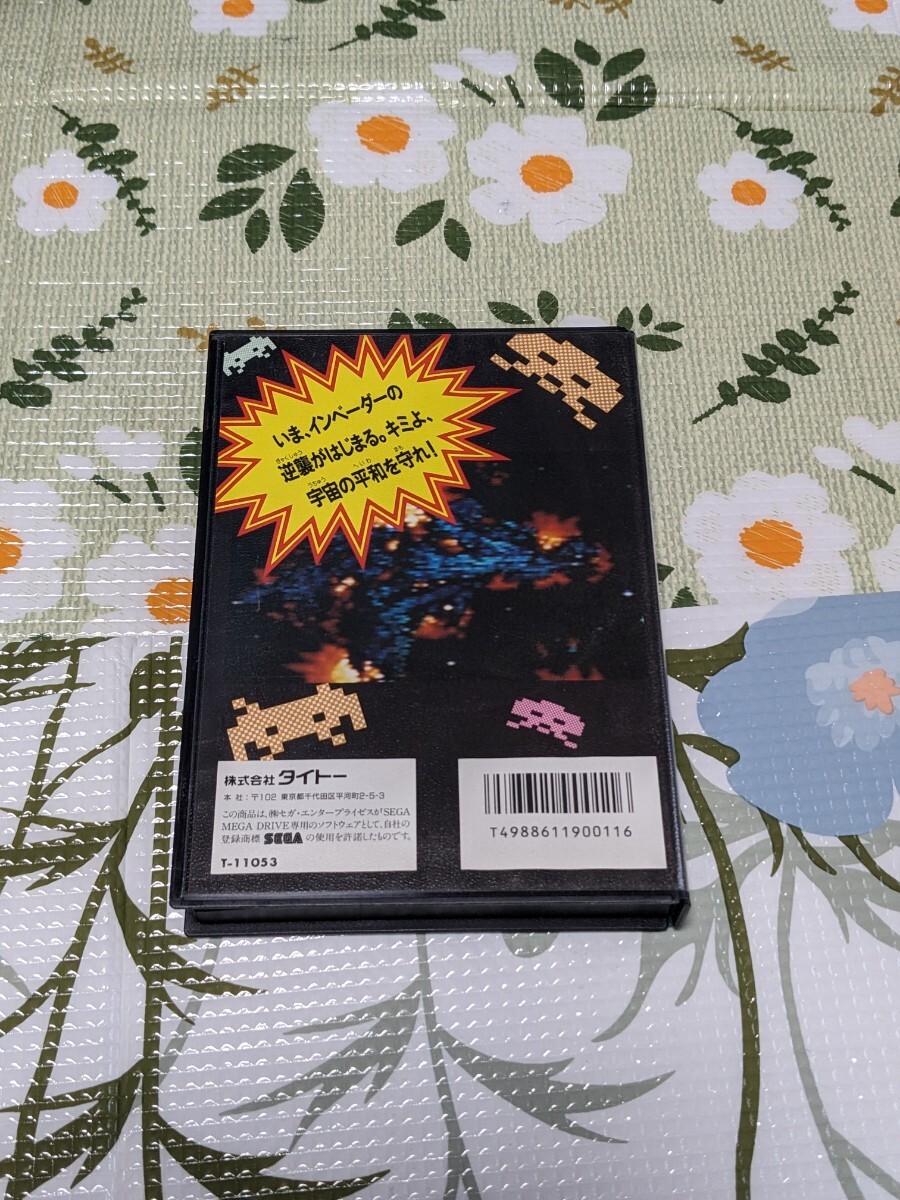 いま、インベーダーの
逆襲がはじまる。キミよ、
宇宙の平和を守れ!
株式会社 タイトー
本 社:〒102 東京都千代田区平河町2-5-3
この商品は、㈱セガ・エンタープライゼスがSEGA
MEGA DRIVE専用のソフトウェアとして、自社の
登録商標 SEGA の使用を許諾したものです。
T-11053
T4988611900116